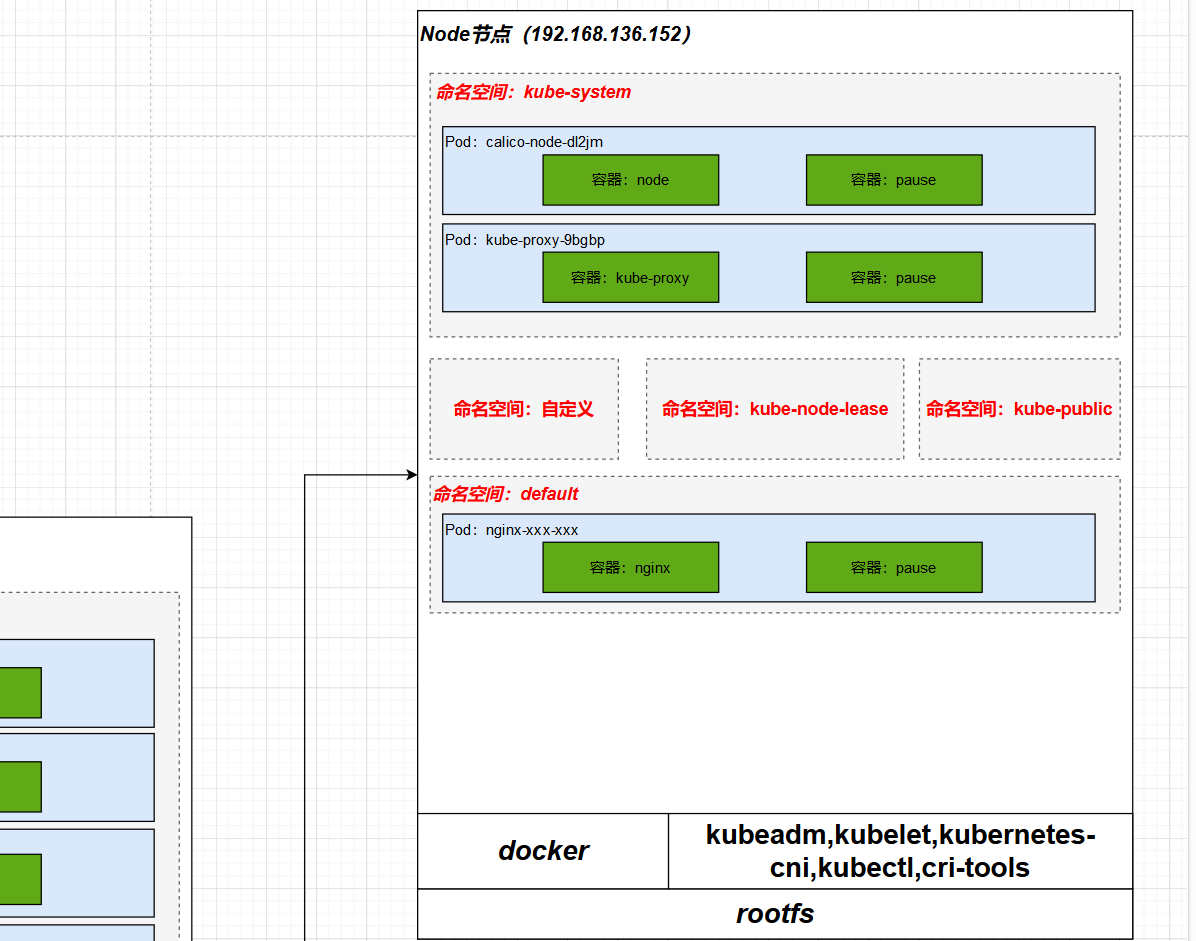 Node节点（192.168.136.152）
命名空间：kube-system
Pod：calico-node-dl2jm
容器：node
容器：pause
Pod：kube-proxy-9bgbp
容器：kube-proxy
容器：pause
命名空间：自定义
命名空间：kube-node-lease
命名空间：kube-public
命名空间：default
Pod：nginx-xxx-xxx
容器：nginx
容器：pause
docker
kubeadm,kubelet,kubernetes-
cni,kubectl,cri-tools
rootfs